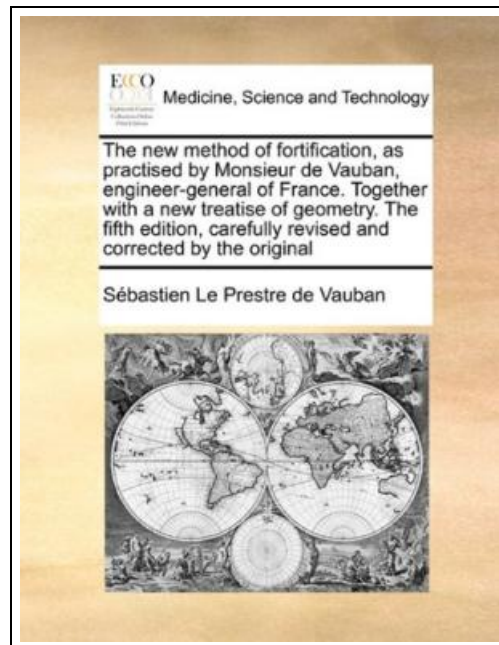 ECCO
Medicine, Science and Technology
The new method of fortification, as
practised by Monsieur de Vauban,
engineer-general of France. Together
with a new treatise of geometry. The
fifth edition, carefully revised and
corrected by the original
Sébastien Le Prestre de Vauban